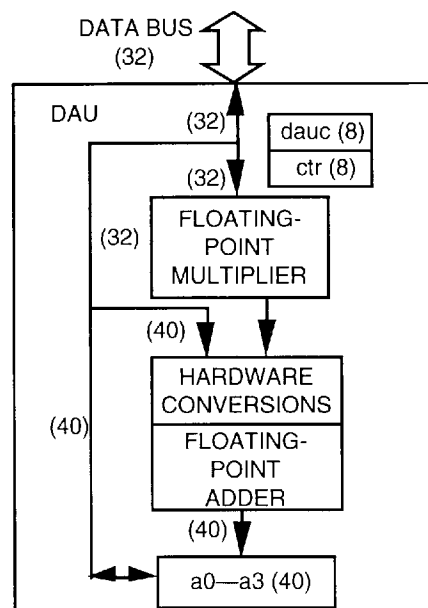 DATA BUS
(32)
DAU
(32)
dauc (8)
ctr (8)
(32)
(32)
FLOATING-
POINT
MULTIPLIER
(40)
HARDWARE
CONVERSIONS
(40)
FLOATING-
POINT
ADDER
(40)
a0—a3 (40)